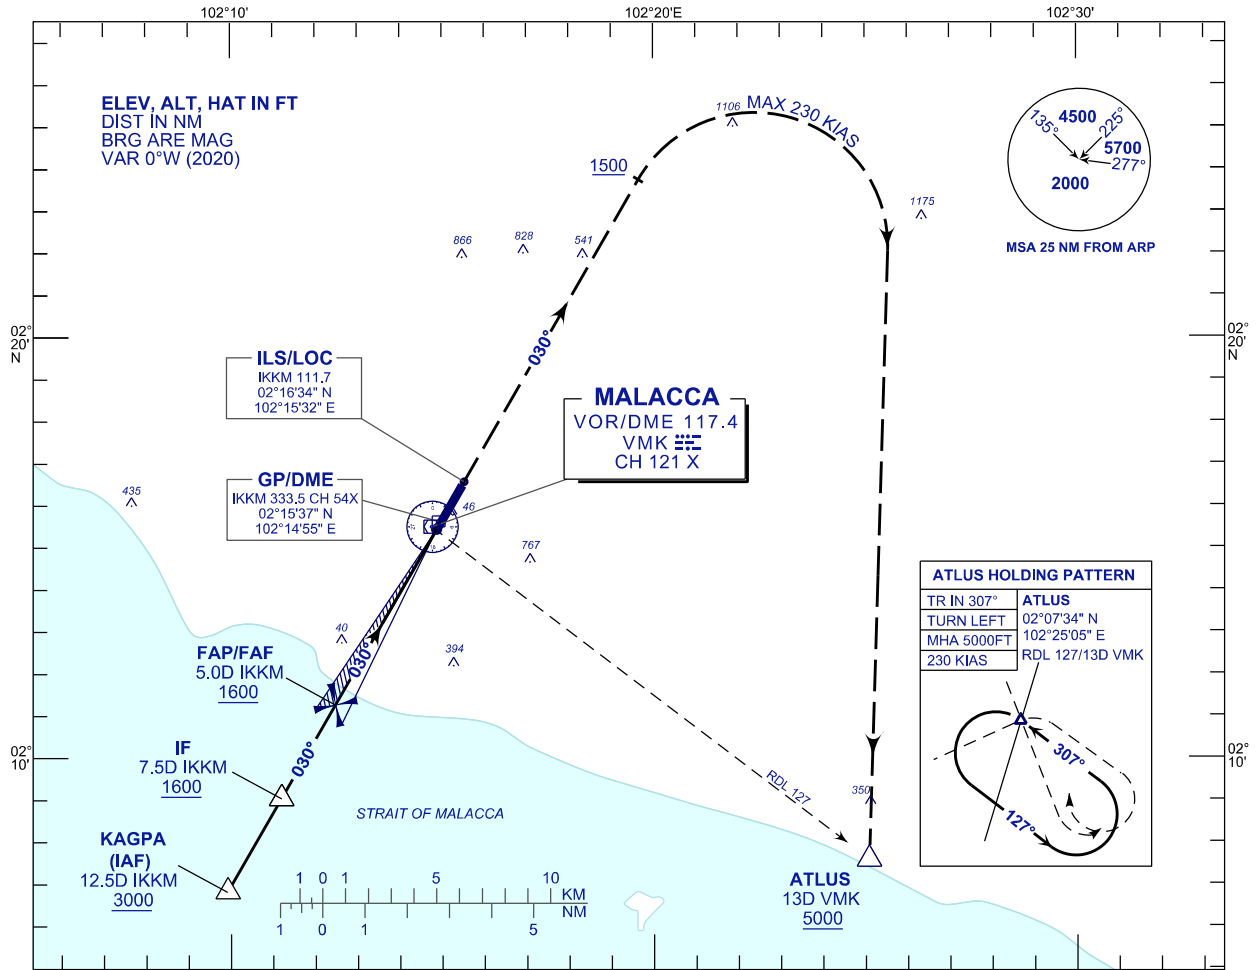 102°10'
102°20'E
102°30'
ELEV, ALT, HAT IN FT
DIST IN NM
BRG ARE MAG
VAR 0°W (2020)
1106
MAX 230 KIAS
1500
135°
4500
225°
5700
277°
2000
MSA 25 NM FROM ARP
1175
866
828
541
02°
20'
N
02°
20'
N
030°
ILS/LOC
IKKM 111.7
02°16'34" N
102°15'32" E
MALACCA
VOR/DME 117.4
VMK
CH 121 X
GP/DME
IKKM 333.5 CH 54X
02°15'37" N
102°14'55" E
435
46
767
40
394
FAP/FAF
5.0D IKKM
1600
030°
IF
7.5D IKKM
1600
030°
02°
10'
02°
10'
N
KAGPA
(IAF)
12.5D IKKM
3000
STRAIT OF MALACCA
RDL 127
350
ATLUS
13D VMK
5000
1 0 1 5 10
KM
NM
1 0 1 5
ATLUS HOLDING PATTERN
TR IN 307°
TURN LEFT
MHA 5000FT
230 KIAS
ATLUS
02°07'34" N
102°25'05" E
RDL 127/13D VMK
307°
127°